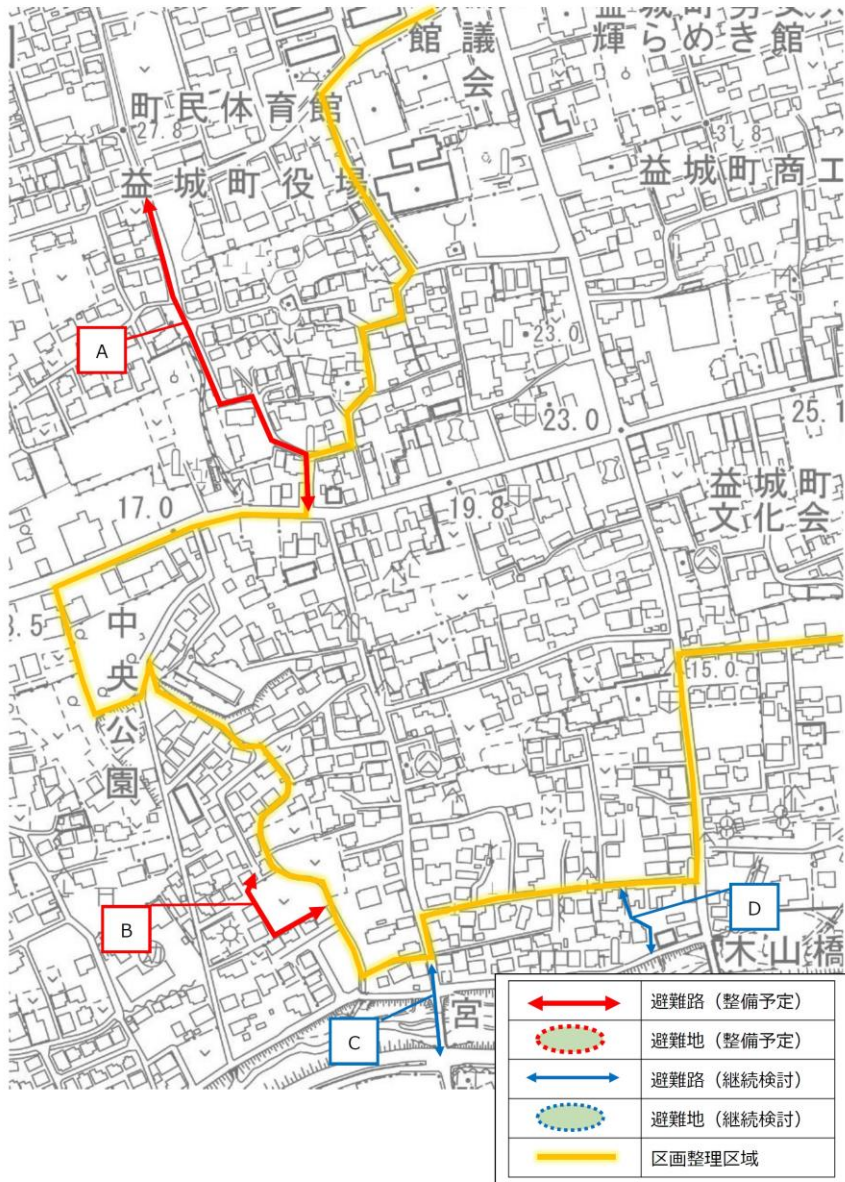 館 議会
輝らめき館
町民体育館
27.8
31.8
益城町役場
益城町商工
A
23.0
23.0
25.1
17.0
19.8
益城町
文化会
3.5
中央公園
15.0
B
D
木山橋
C
宮
避難路（整備予定）
避難地（整備予定）
避難路（継続検討）
避難地（継続検討）
区画整理区域